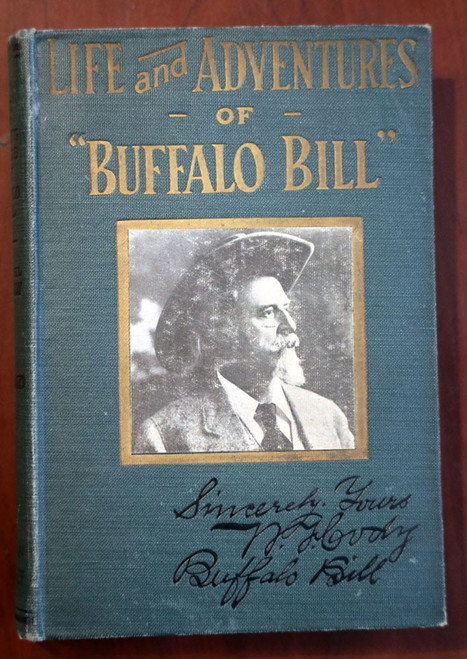 LIFE and ADVENTURES
- OF -
"BUFFALO BILL"
Sincerely Yours
W. F. Cody
Buffalo Bill